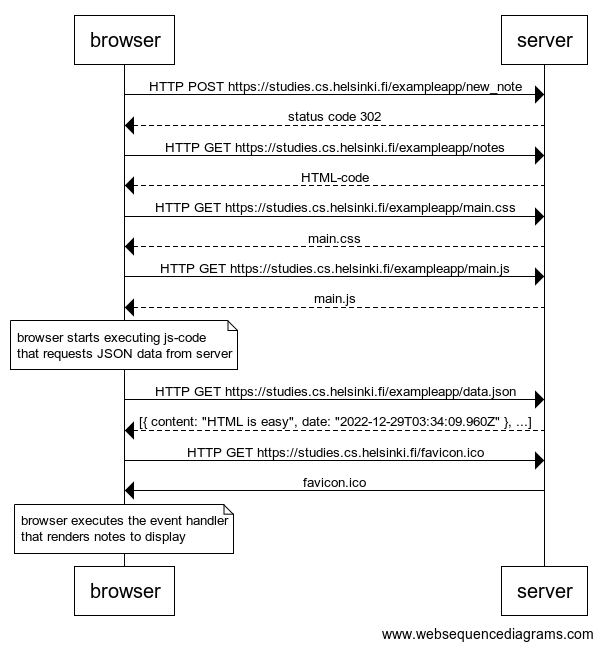 browser
server
HTTP POST https://studies.cs.helsinki.fi/exampleapp/new_note
status code 302
HTTP GET https://studies.cs.helsinki.fi/exampleapp/notes
HTML-code
HTTP GET https://studies.cs.helsinki.fi/exampleapp/main.css
main.css
HTTP GET https://studies.cs.helsinki.fi/exampleapp/main.js
main.js
browser starts executing js-code
that requests JSON data from server
HTTP GET https://studies.cs.helsinki.fi/exampleapp/data.json
[{ content: "HTML is easy", date: "2022-12-29T03:34:09.960Z" }, ...]
HTTP GET https://studies.cs.helsinki.fi/favicon.ico
favicon.ico
browser executes the event handler
that renders notes to display
browser
server
www.websequencediagrams.com